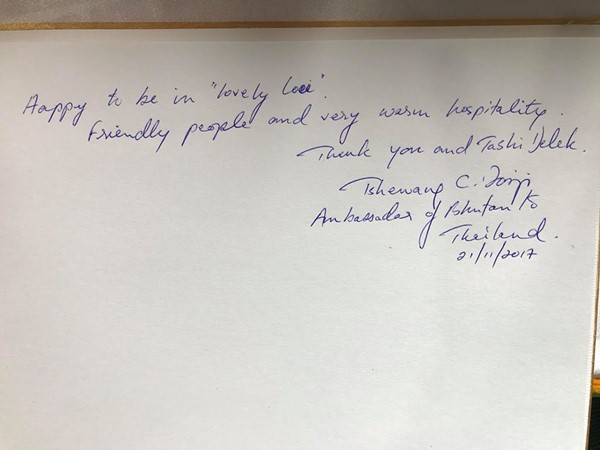 Happy to be in "lovely Loei".
Friendly people and very warm hospitality.
Thank you and Tashi Delek.
Tshewang C. Dorji
Ambassador of Bhutan to
Thailand.
21/11/2017